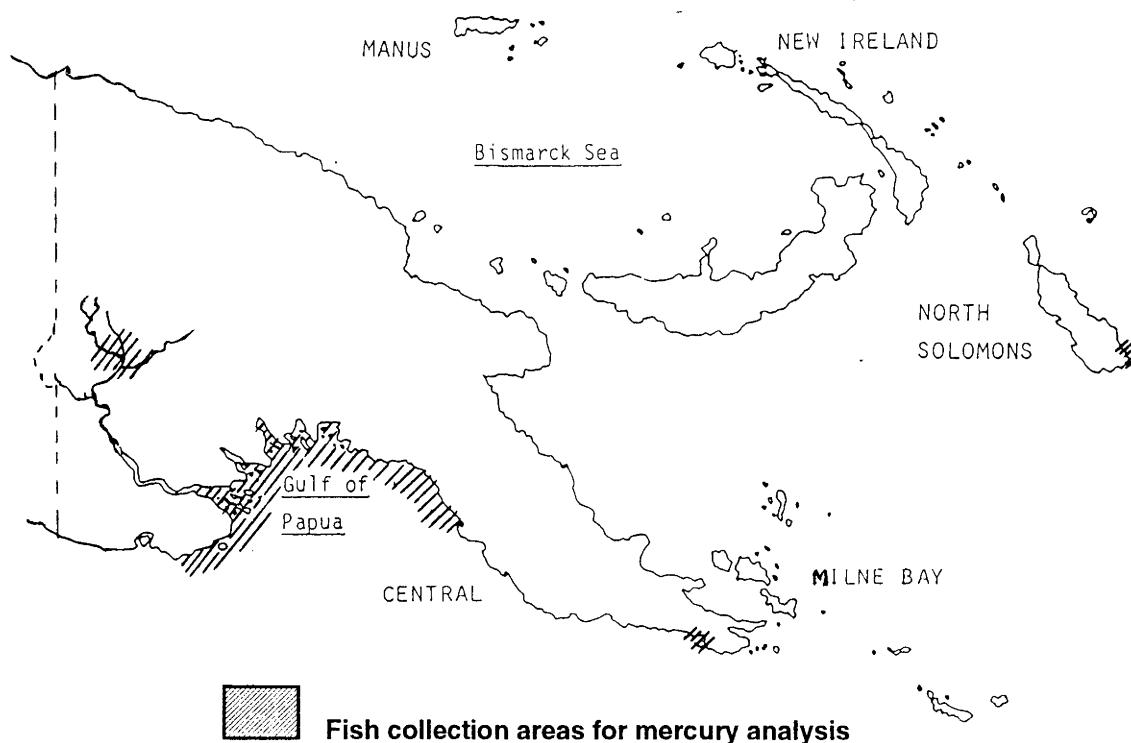 MANUS
NEW IRELAND
Bismarck Sea
NORTH
SOLOMONS
Gulf of
Papua
CENTRAL
MILNE BAY
Fish collection areas for mercury analysis